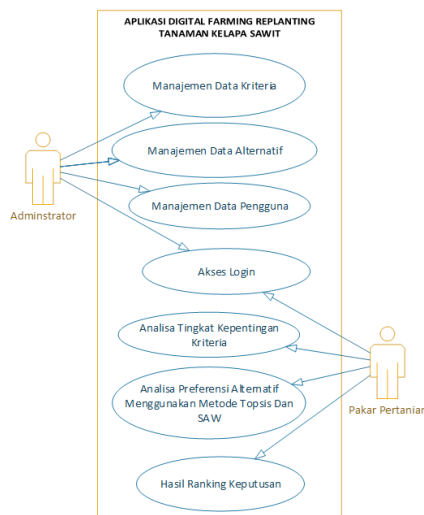 APLIKASI DIGITAL FARMING REPLANTING
TANAMAN KELAPA SAWIT
Manajemen Data Kriteria
Manajemen Data Alternatif
Adminstrator
Manajemen Data Pengguna
Akses Login
Analisa Tingkat Kepentingan
Kriteria
Analisa Preferensi Alternatif
Menggunakan Metode Topsis Dan
SAW
Pakar Pertanian
Hasil Ranking Keputusan